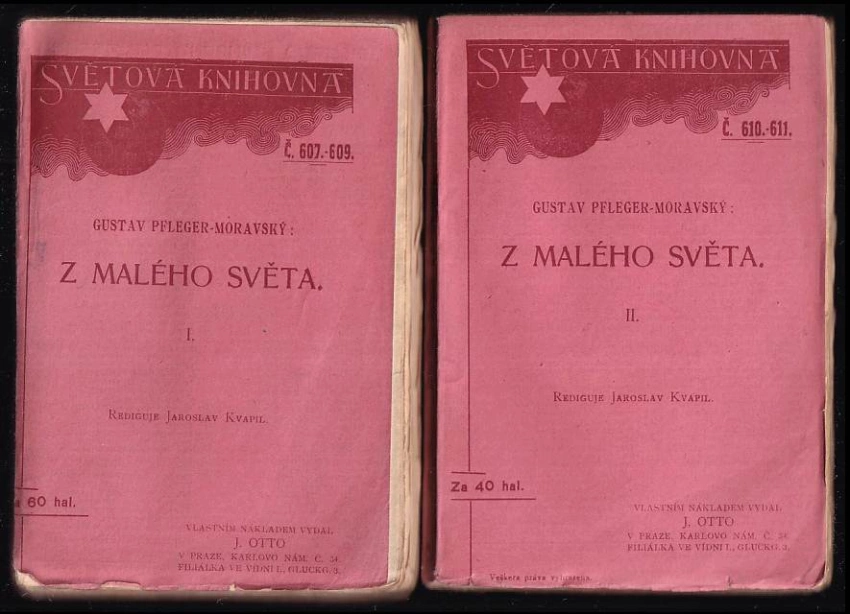 SVĚTOVÁ KNIHOVNA
Č. 607.-609.
GUSTAV PFLEGER-MORAVSKÝ:
Z MALÉHO SVĚTA.
I.
REDIGUJE JAROSLAV KVAPIL.
60 hal.
VLASTNÍM NÁKLADEM VYDAL
J. OTTO
V PRAZE, KARLOVO NÁM. Č. 34.
FILIÁLKA VE VÍDNI I., GLUCKG. 3.
SVĚTOVÁ KNIHOVNA
Č. 610.-611.
GUSTAV PFLEGER-MORAVSKÝ:
Z MALÉHO SVĚTA.
II.
REDIGUJE JAROSLAV KVAPIL.
Za 40 hal.
VLASTNÍM NÁKLADEM VYDAL
J. OTTO
V PRAZE, KARLOVO NÁM. Č. 34.
FILIÁLKA VE VÍDNI I., GLUCKG. 3.
Veškera práva vyhrazena.